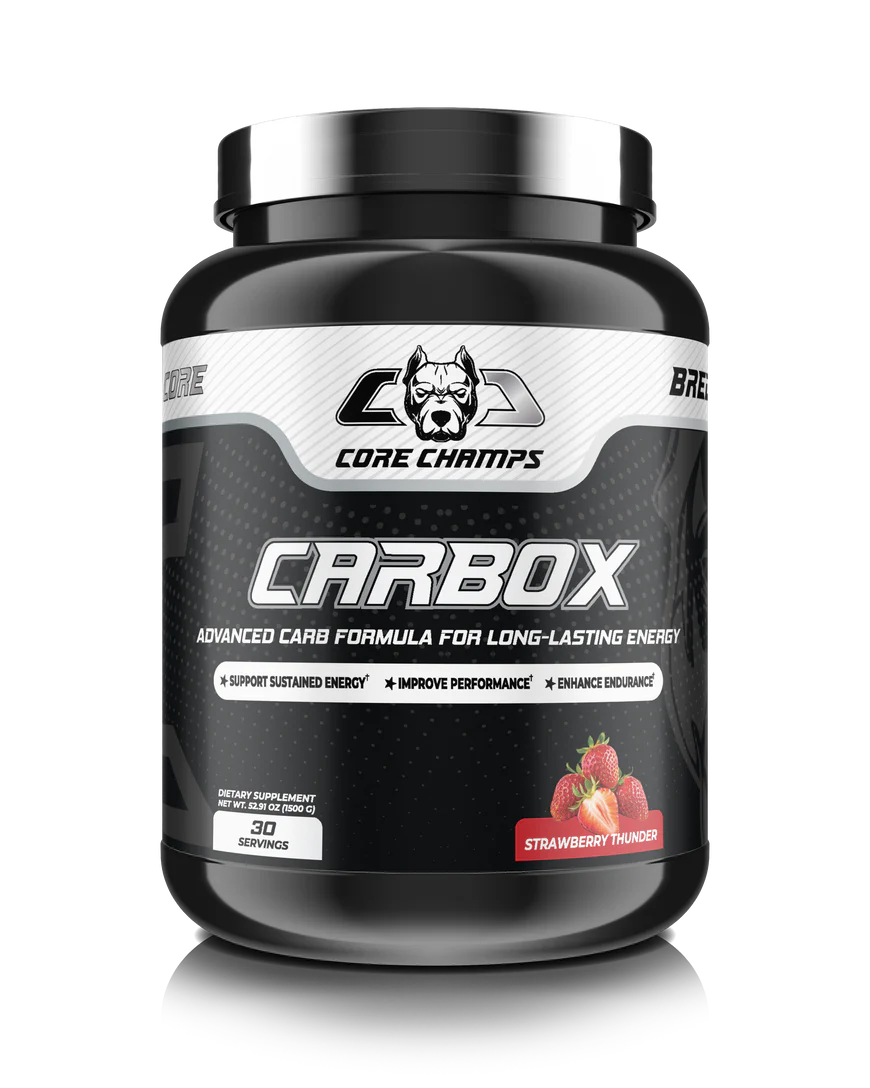 CORE
BRED
CORE CHAMPS
CARBOX
ADVANCED CARB FORMULA FOR LONG-LASTING ENERGY
★ SUPPORT SUSTAINED ENERGY† ★ IMPROVE PERFORMANCE† ★ ENHANCE ENDURANCE†
DIETARY SUPPLEMENT
NET WT. 52.91 OZ (1500 G)
30
SERVINGS
STRAWBERRY THUNDER